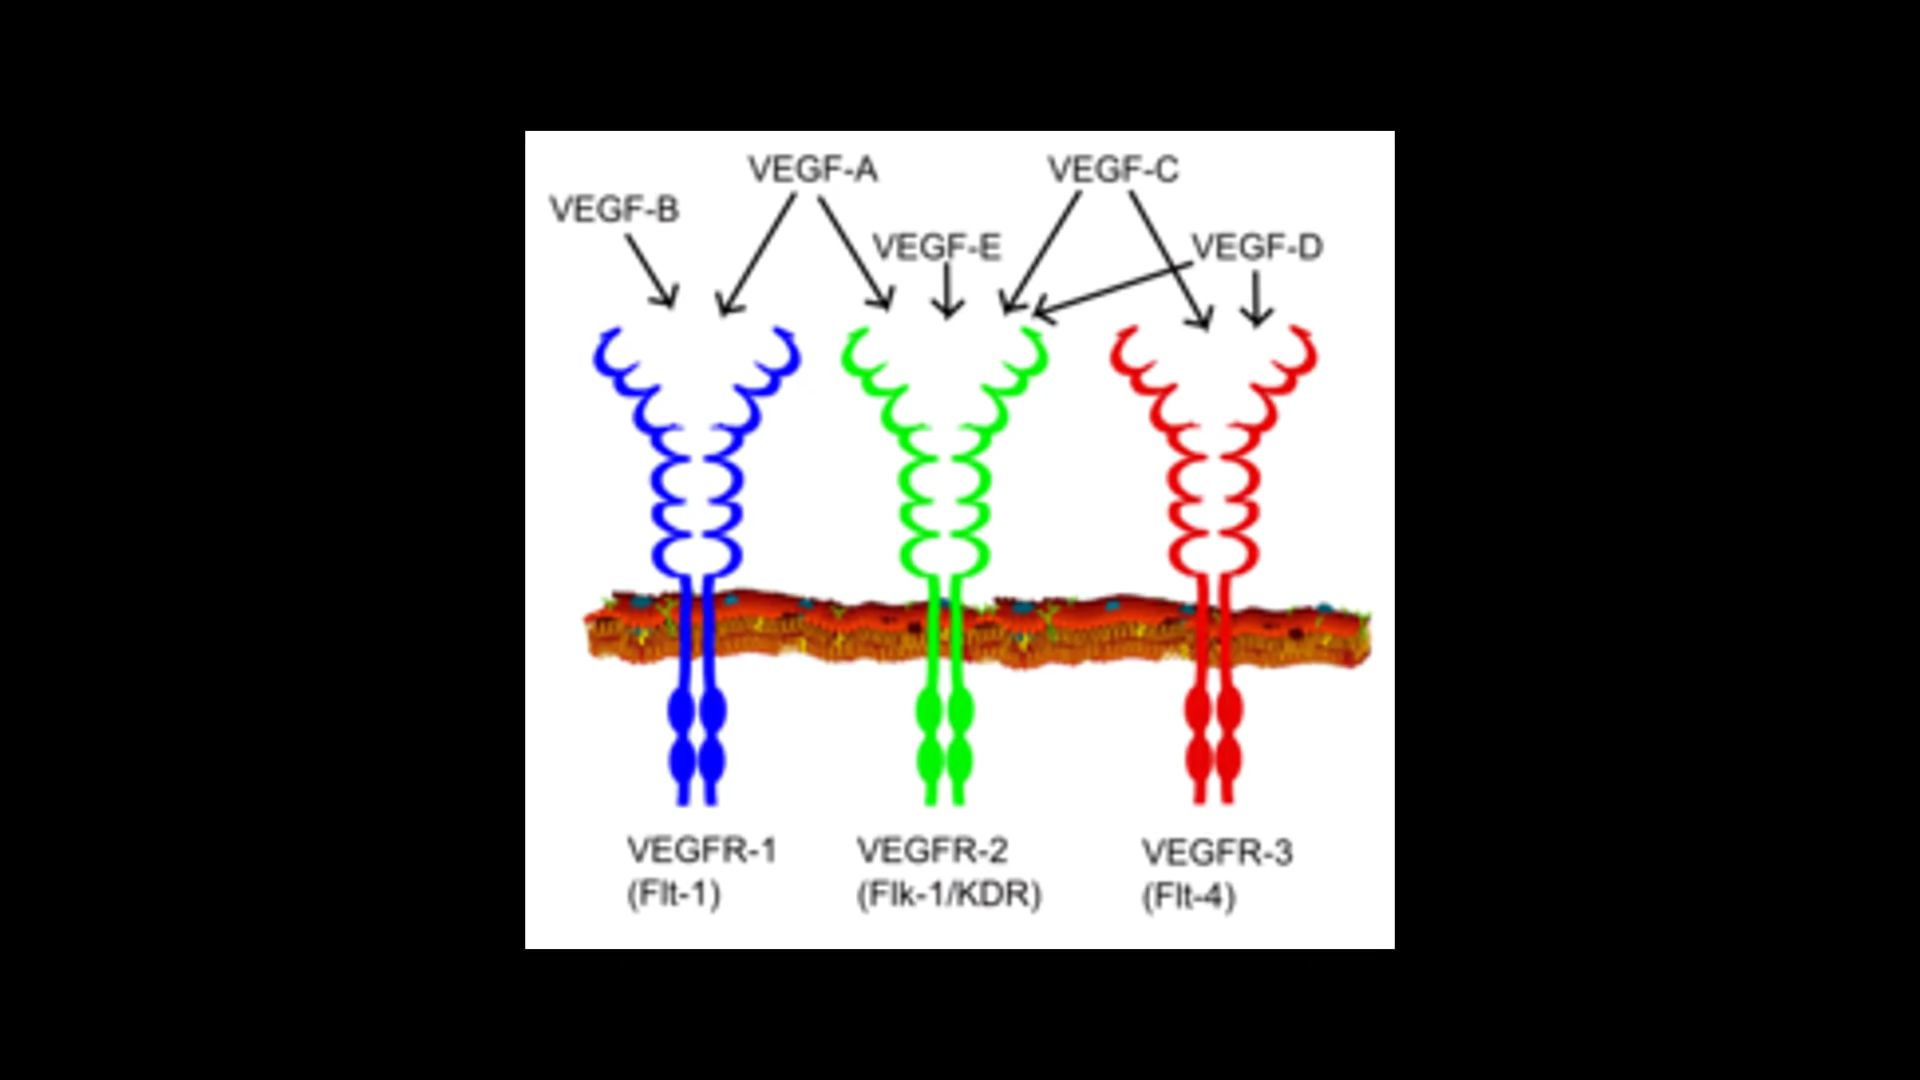 VEGF-A
VEGF-C
VEGF-B
VEGF-E
VEGF-D
VEGFR-1
(Flt-1)
VEGFR-2
(Flk-1/KDR)
VEGFR-3
(Flt-4)